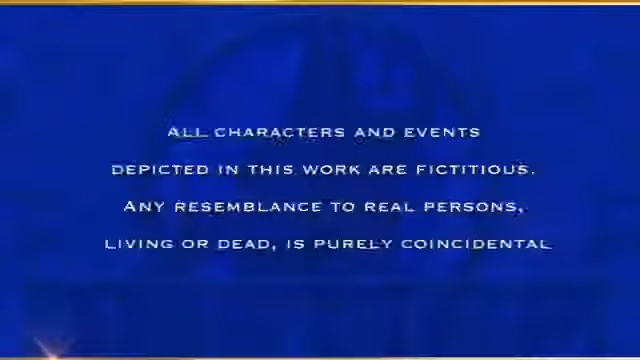 ALL CHARACTERS AND EVENTS
DEPICTED IN THIS WORK ARE FICTITIOUS.
ANY RESEMBLANCE TO REAL PERSONS,
LIVING OR DEAD, IS PURELY COINCIDENTAL